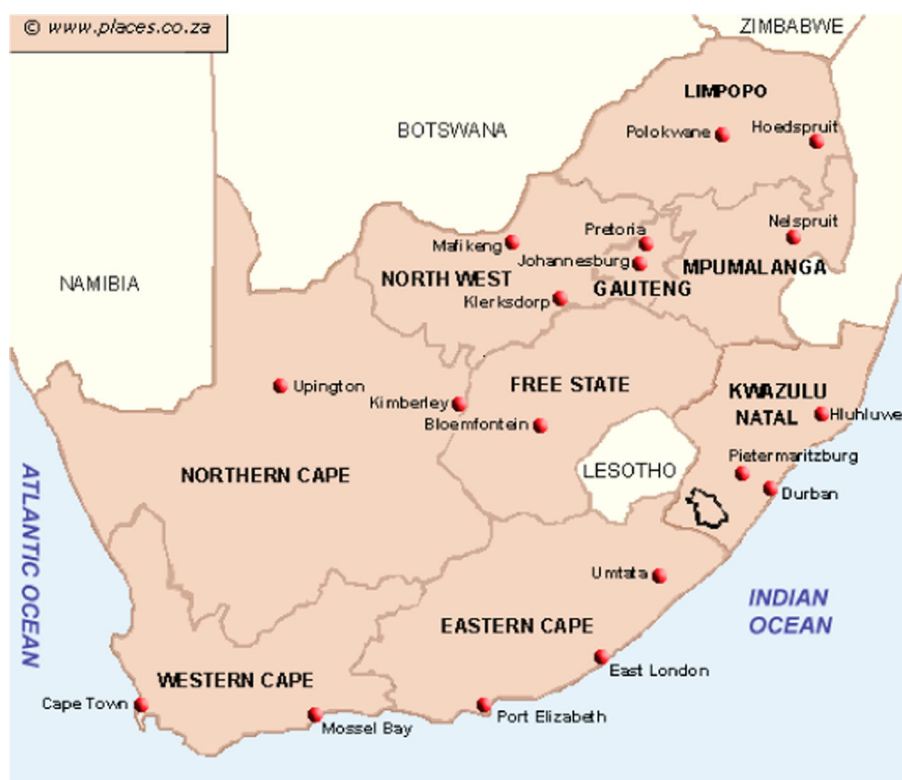 © www.places.co.za
ZIMBABWE
LIMPOPO
BOTSWANA
Polokwane
Hoedspruit
Nelspruit
Pretoria
Mafikeng
Johannesburg
MPUMALANGA
NORTH WEST
GAUTENG
NAMIBIA
Klerksdorp
Upington
FREE STATE
KWAZULU
NATAL
Kimberley
Hluhluwe
Bloemfontein
Pietermaritzburg
LESOTHO
NORTHERN CAPE
Durban
ATLANTIC OCEAN
Umtata
INDIAN
OCEAN
EASTERN CAPE
East London
WESTERN CAPE
Cape Town
Port Elizabeth
Mossel Bay